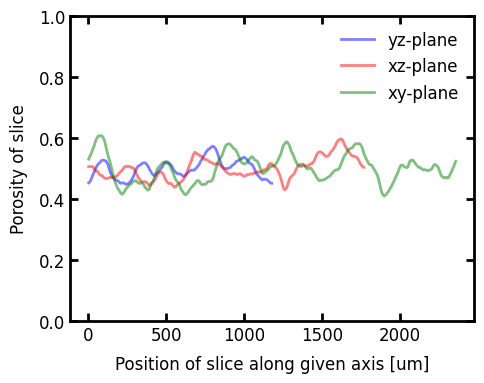 yz-plane
xz-plane
xy-plane
1.0
0.8
0.6
0.4
0.2
0.0
Porosity of slice
0 500 1000 1500 2000
Position of slice along given axis [um]